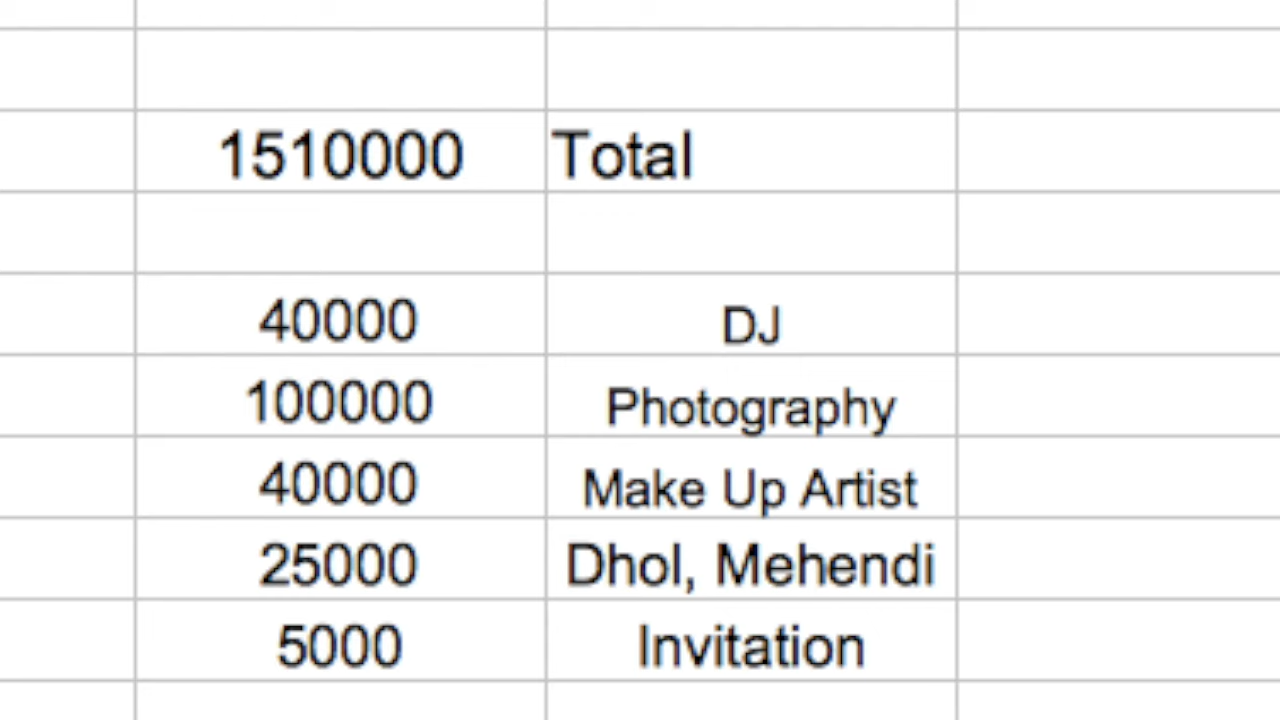 1510000 Total
40000 DJ
100000 Photography
40000 Make Up Artist
25000 Dhol, Mehendi
5000 Invitation